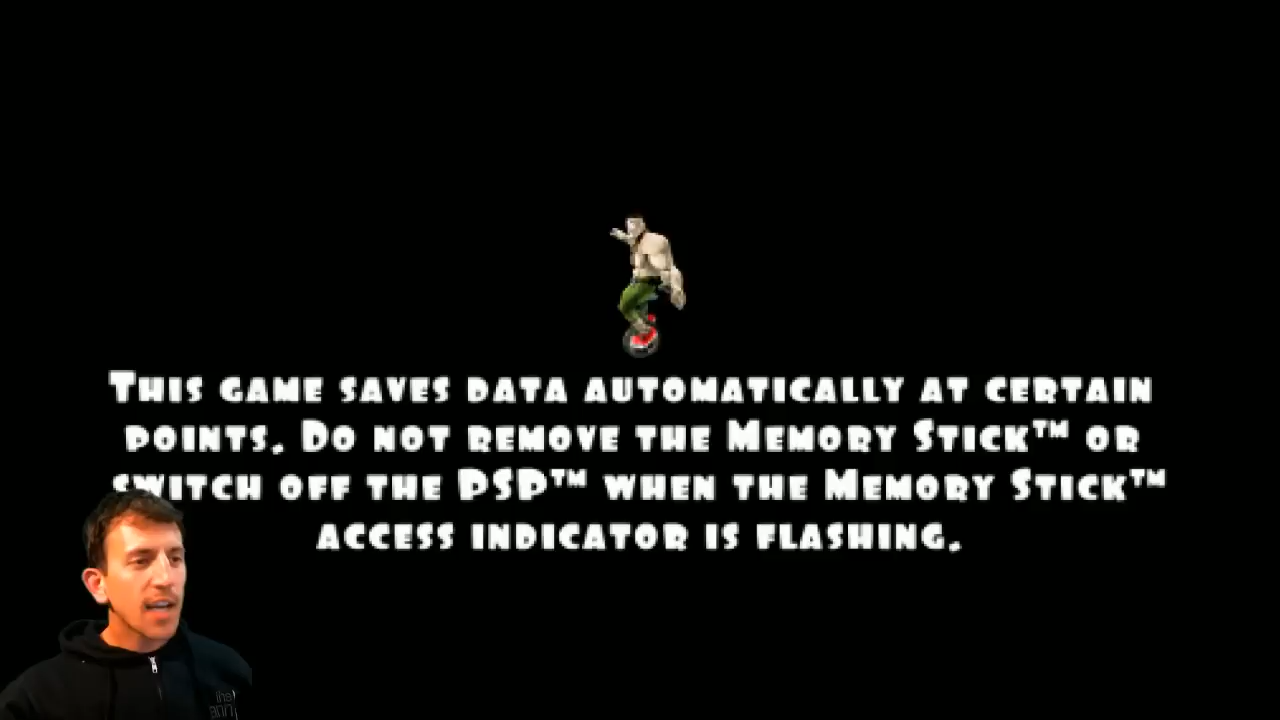 This game saves data automatically at certain
points. Do not remove the Memory Stick™ or
switch off the PSP™ when the Memory Stick™
access indicator is flashing.